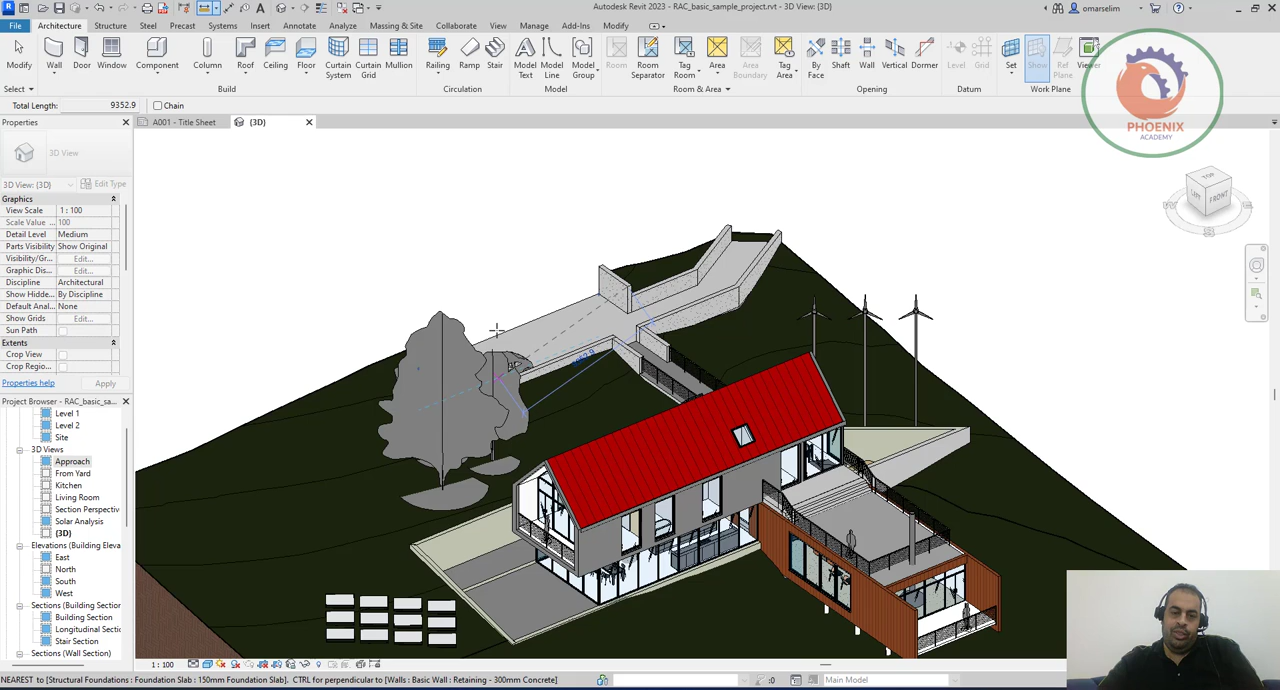 Autodesk Revit 2023 - RAC_basic_sample_project.rvt - 3D View: {3D}
omarselim
File Architecture Structure Steel Precast Systems Insert Annotate Analyze Massing & Site Collaborate View Manage Add-Ins Modify
Modify Wall Door Window Component Column Roof Ceiling Floor Curtain System Curtain Grid Mullion Railing Ramp Stair Model Text Model Line Model Group Room Room Separator Tag Room Area Area Boundary Tag Area By Face Shaft Wall Vertical Dormer Level Grid Set Show Ref Plane Viewer
Select Build Circulation Model Room & Area Opening Datum Work Plane
Total Length: 9352.9 Chain
PHOENIX
ACADEMY
Properties
A001 - Title Sheet
{3D}
3D View
3D View: {3D} Edit Type
Graphics
View Scale 1 : 100
Scale Value 100
Detail Level Medium
Parts Visibility Show Original
Visibility/Gr... Edit...
Graphic Dis... Edit...
Discipline Architectural
Show Hidde... By Discipline
Default Anal... None
Show Grids Edit...
Sun Path
Extents
Crop View
Crop Regio...
Properties help Apply
Project Browser - RAC_basic_sa...
Level 1
Level 2
Site
3D Views
Approach
From Yard
Kitchen
Living Room
Section Perspectiv
Solar Analysis
{3D}
Elevations (Building Eleva
East
North
South
West
Sections (Building Section
Building Section
Longitudinal Sectio
Stair Section
Sections (Wall Section)
TOP
LEFT
FRONT
W
S
E
1 : 100
NEAREST to [Structural Foundations : Foundation Slab : 150mm Foundation Slab]. CTRL for perpendicular to [Walls : Basic Wall : Retaining - 300mm Concrete]
:0
Main Model